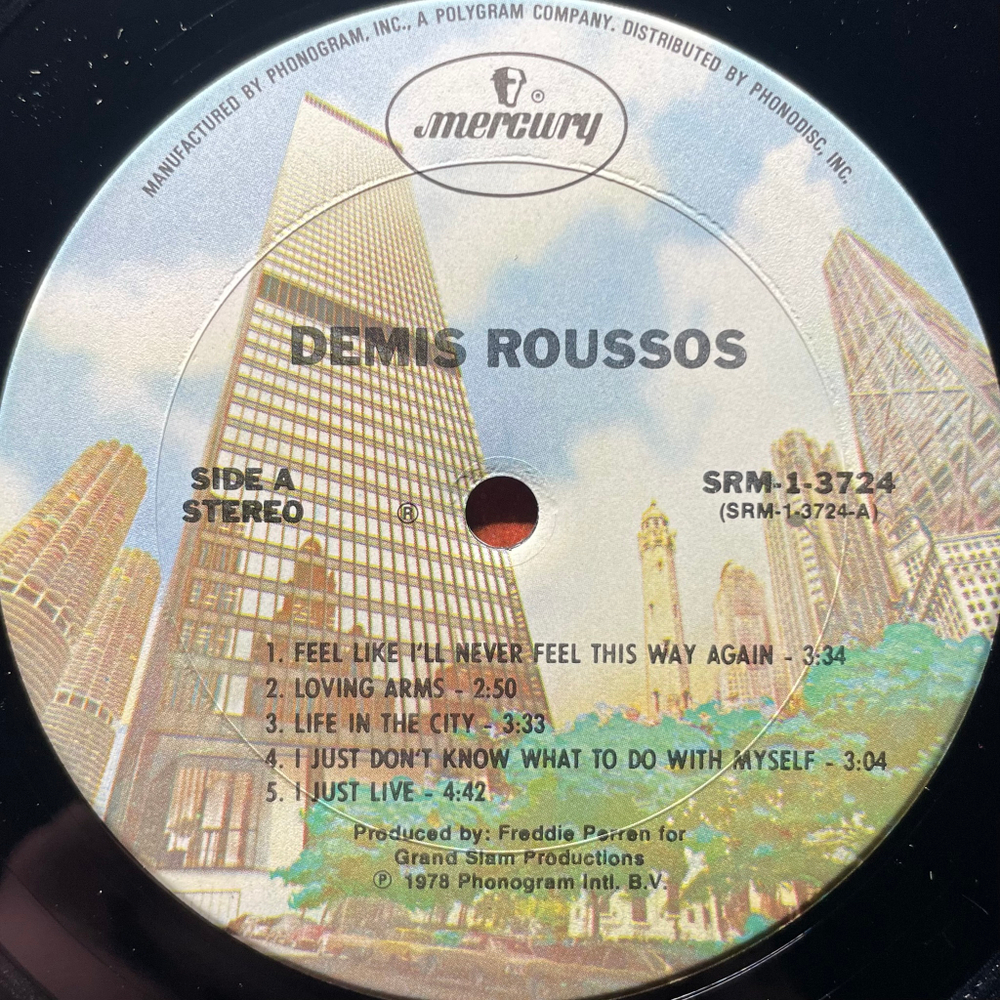 MANUFACTURED BY PHONOGRAM, INC., A POLYGRAM COMPANY. DISTRIBUTED BY PHONODISC, INC.
mercury ®
DEMIS ROUSSOS
SIDE A
STEREO
Ⓡ
SRM-1-3724
(SRM-1-3724-A)
1. FEEL LIKE I'LL NEVER FEEL THIS WAY AGAIN - 3:34
2. LOVING ARMS - 2:50
3. LIFE IN THE CITY - 3:33
4. I JUST DON'T KNOW WHAT TO DO WITH MYSELF - 3:04
5. I JUST LIVE - 4:42
Produced by: Freddie Perren for
Grand Slam Productions
℗ 1978 Phonogram Intl. B.V.